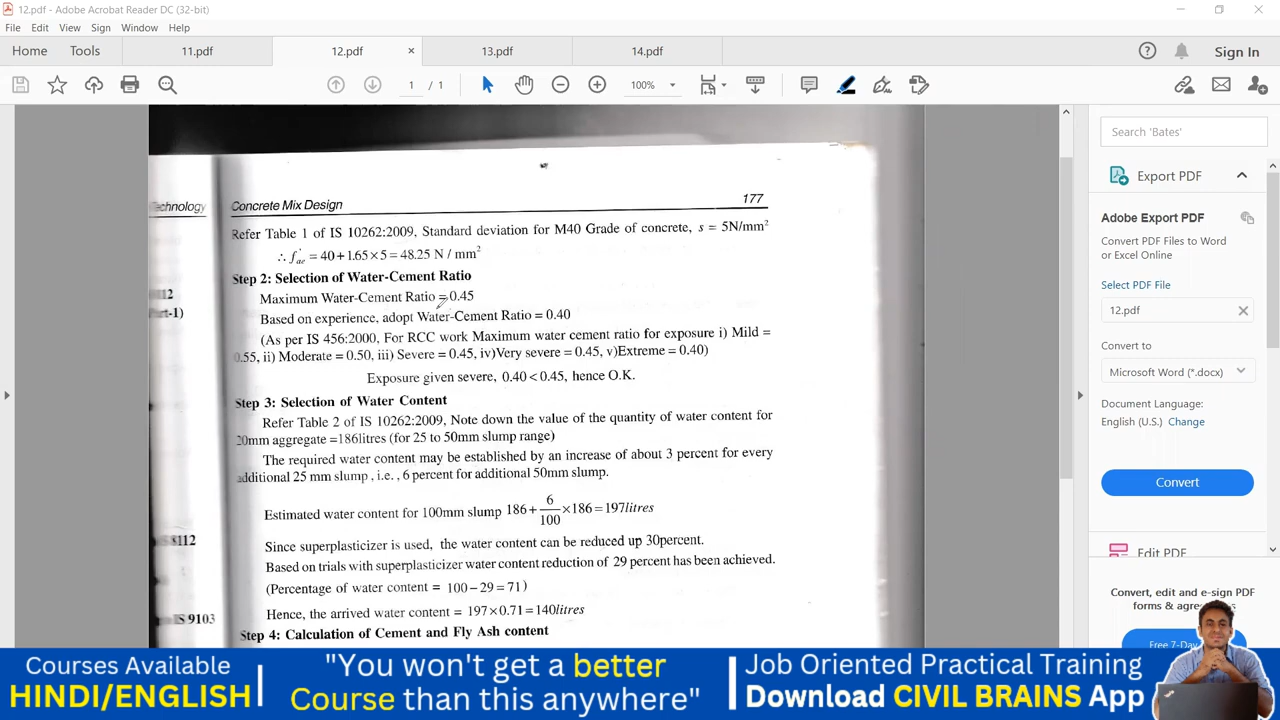 12.pdf - Adobe Acrobat Reader DC (32-bit)
File Edit View Sign Window Help
Home Tools 11.pdf 12.pdf × 13.pdf 14.pdf Sign In
1 / 1 100%
Technology
Concrete Mix Design 177
Refer Table 1 of IS 10262:2009, Standard deviation for M40 Grade of concrete, s = 5N/mm²
= 40+1.65×5=48.25 N / mm²
Step 2: Selection of Water-Cement Ratio
Maximum Water-Cement Ratio = 0.45
Based on experience, adopt Water-Cement Ratio = 0.40
(As per IS 456:2000, For RCC work Maximum water cement ratio for exposure i) Mild =
0.55, ii) Moderate = 0.50, iii) Severe = 0.45, iv)Very severe = 0.45, v)Extreme = 0.40)
Exposure given severe, 0.40 < 0.45, hence O.K.
Step 3: Selection of Water Content
Refer Table 2 of IS 10262:2009, Note down the value of the quantity of water content for
20mm aggregate =186litres (for 25 to 50mm slump range)
The required water content may be established by an increase of about 3 percent for every
additional 25 mm slump , i.e. , 6 percent for additional 50mm slump.
Estimated water content for 100mm slump 186 + 6/100 ×186 = 197litres
Since superplasticizer is used, the water content can be reduced up 30percent.
Based on trials with superplasticizer water content reduction of 29 percent has been achieved.
(Percentage of water content = 100 – 29 = 71)
Hence, the arrived water content = 197×0.71=140litres
Step 4: Calculation of Cement and Fly Ash content
8112
IS 9103
Search 'Bates'
Export PDF
Adobe Export PDF
Convert PDF Files to Word
or Excel Online
Select PDF File
12.pdf ×
Convert to
Microsoft Word (*.docx)
Document Language:
English (U.S.) Change
Convert
Edit PDF
Convert, edit and e-sign PDF
forms & agreements
Free 7-Day
Courses Available
HINDI/ENGLISH
"You won't get a better
Course than this anywhere"
Job Oriented Practical Training
Download CIVIL BRAINS App